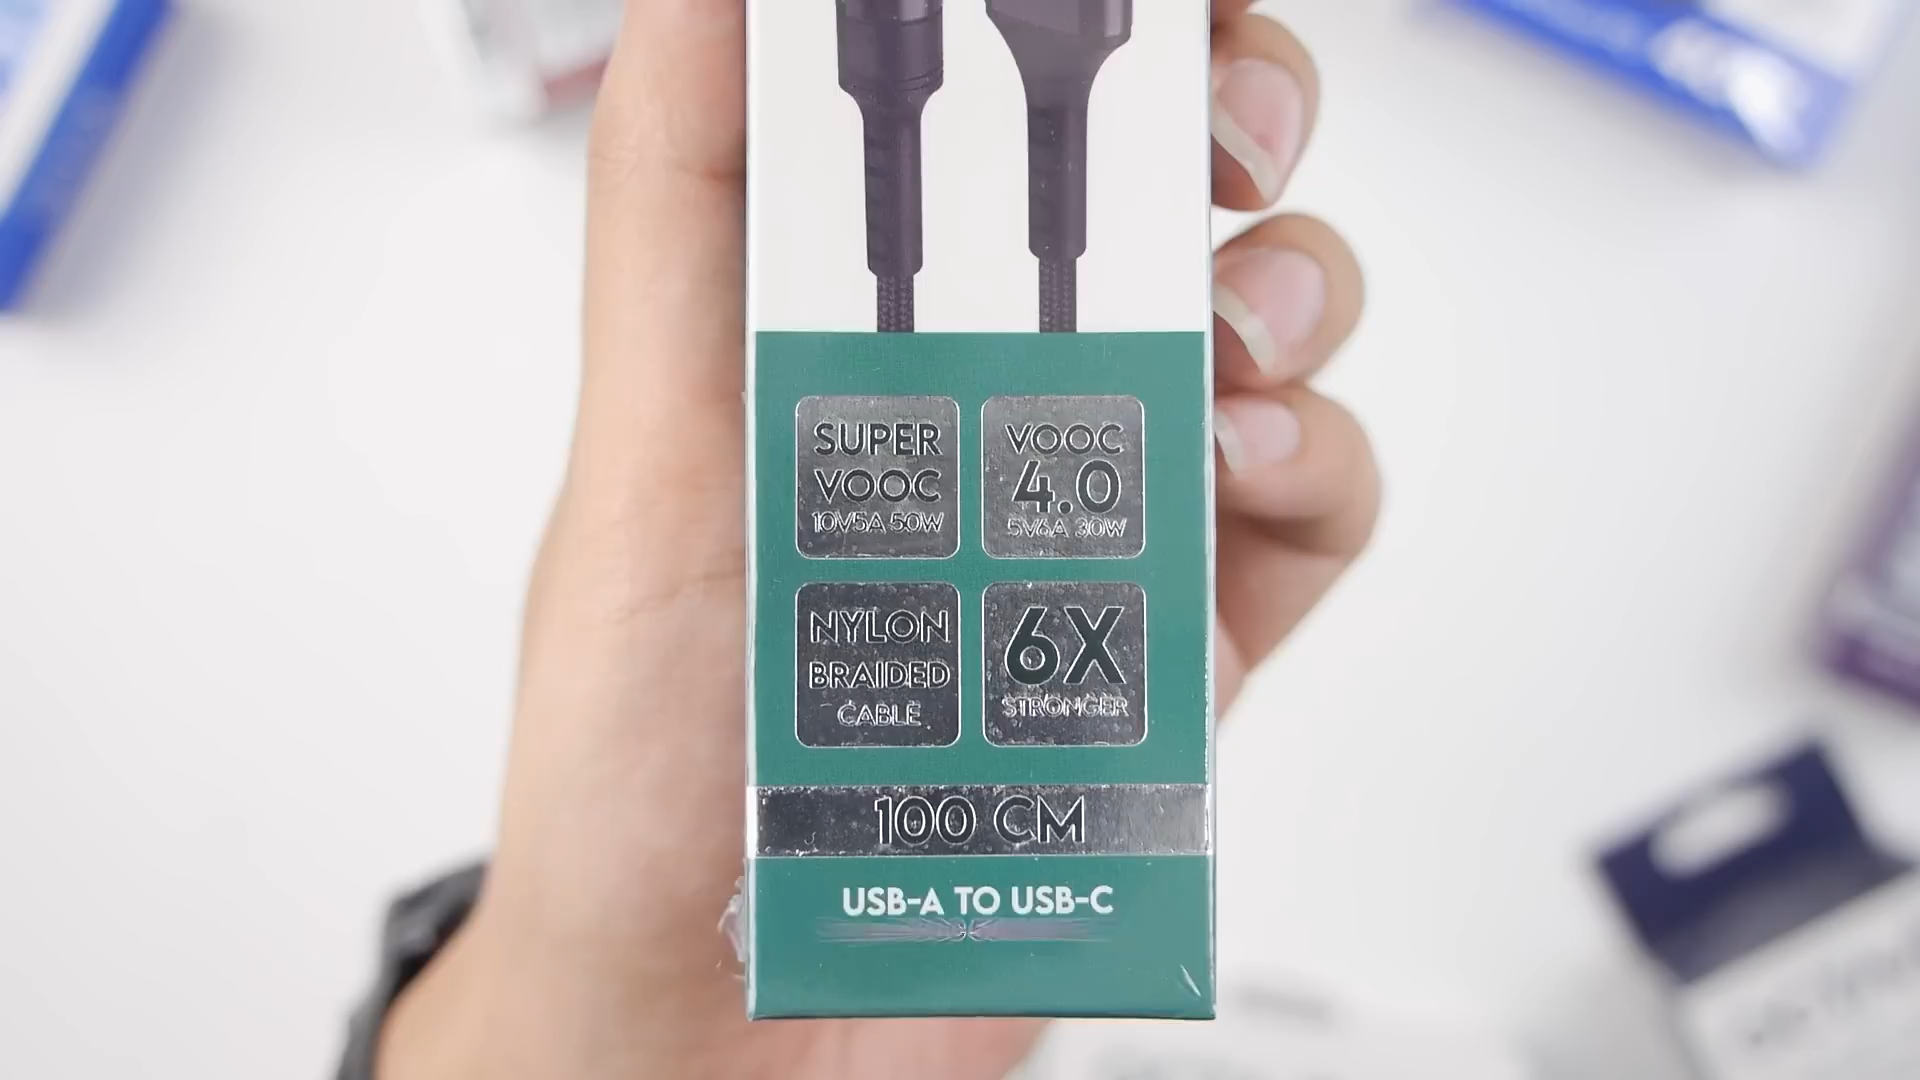 SUPER
VOOC
10V5A 50W
VOOC
4.0
5V6A 30W
NYLON
BRAIDED
CABLE
6X
STRONGER
100 CM
USB-A TO USB-C